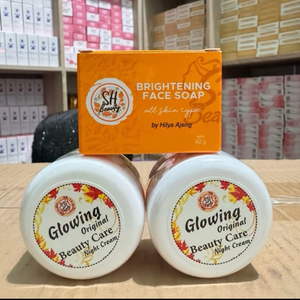 SH
Beauty
BRIGHTENING
FACE SOAP
all skin type
by Hilya Ajeng
40 g
Glowing
Original
Beauty Care
Night Cream
Glowing
Original
Beauty Care
Night Cream